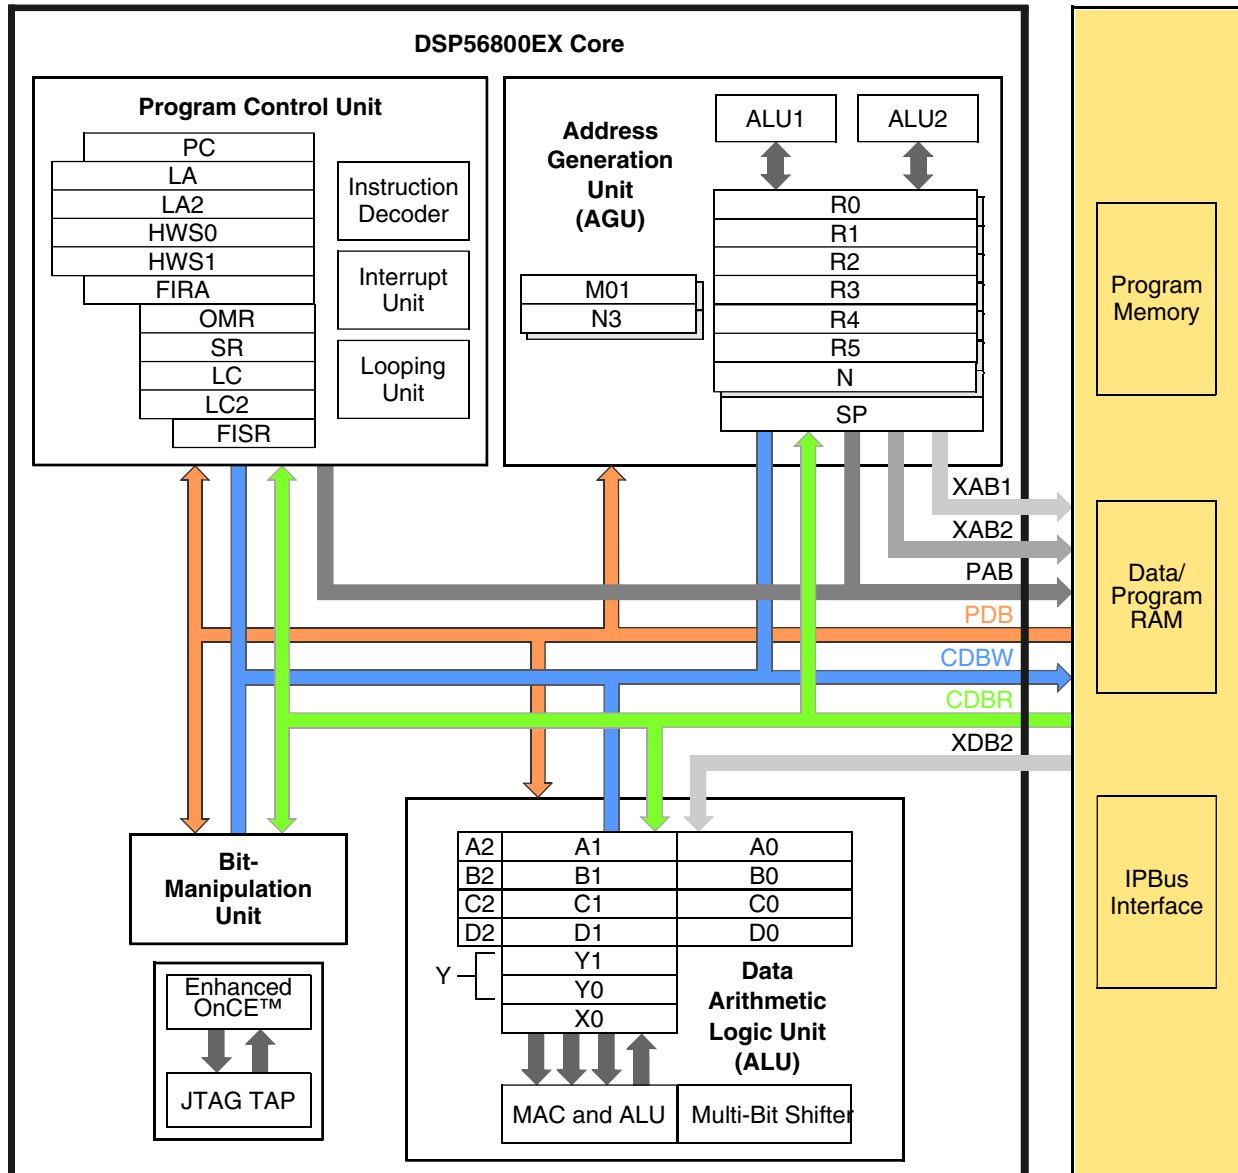 DSP56800EX Core
Program Control Unit
PC
LA
LA2
HWS0
HWS1
FIRA
OMR
SR
LC
LC2
FISR
Instruction
Decoder
Interrupt
Unit
Looping
Unit
Address
Generation
Unit
(AGU)
ALU1
ALU2
M01
N3
R0
R1
R2
R3
R4
R5
N
SP
XAB1
XAB2
PAB
PDB
CDBW
CDBR
XDB2
Program
Memory
Data/
Program
RAM
IPBus
Interface
Bit-
Manipulation
Unit
Enhanced
OnCE™
JTAG TAP
A2 A1 A0
B2 B1 B0
C2 C1 C0
D2 D1 D0
Y
Y1
Y0
X0
Data
Arithmetic
Logic Unit
(ALU)
MAC and ALU
Multi-Bit Shifter